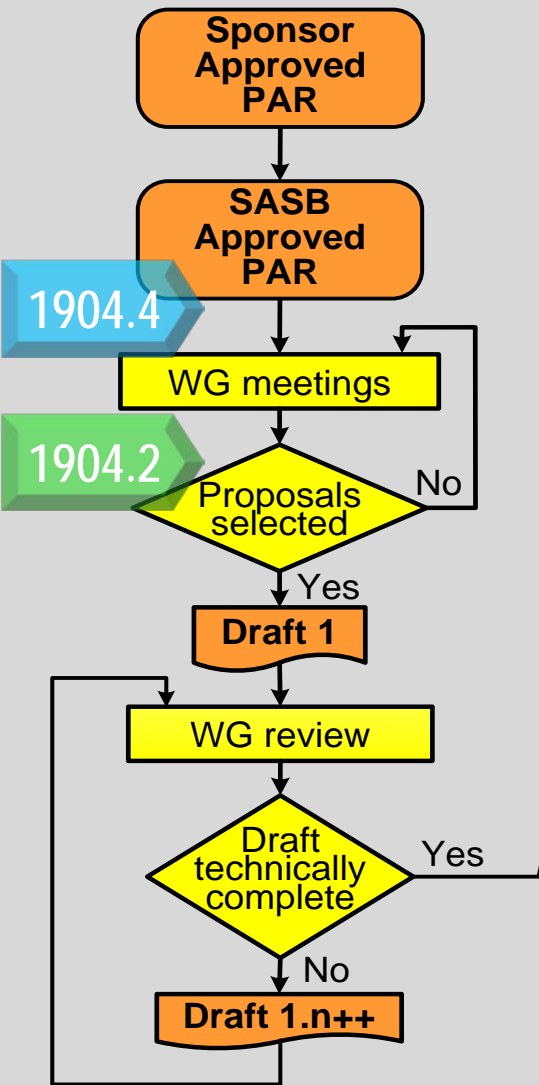 Sponsor
Approved
PAR
SASB
Approved
PAR
1904.4
WG meetings
1904.2
Proposals
selected
No
Yes
Draft 1
WG review
Draft
technically
complete
Yes
No
Draft 1.n++